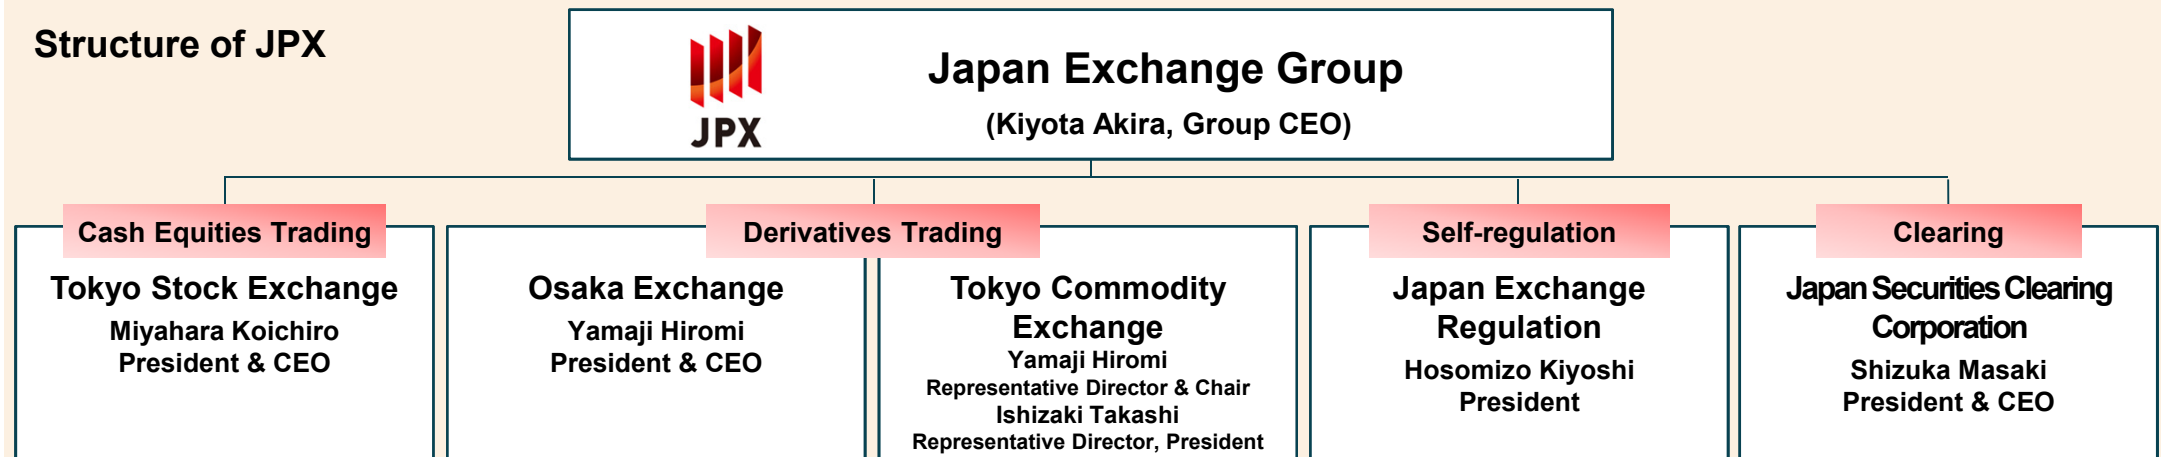 Structure of JPX
JPX
Japan Exchange Group
(Kiyota Akira, Group CEO)
Cash Equities Trading
Tokyo Stock Exchange
Miyahara Koichiro
President & CEO
Derivatives Trading
Osaka Exchange
Yamaji Hiromi
President & CEO
Tokyo Commodity
Exchange
Yamaji Hiromi
Representative Director & Chair
Ishizaki Takashi
Representative Director, President
Self-regulation
Japan Exchange
Regulation
Hosomizo Kiyoshi
President
Clearing
Japan Securities Clearing
Corporation
Shizuka Masaki
President & CEO